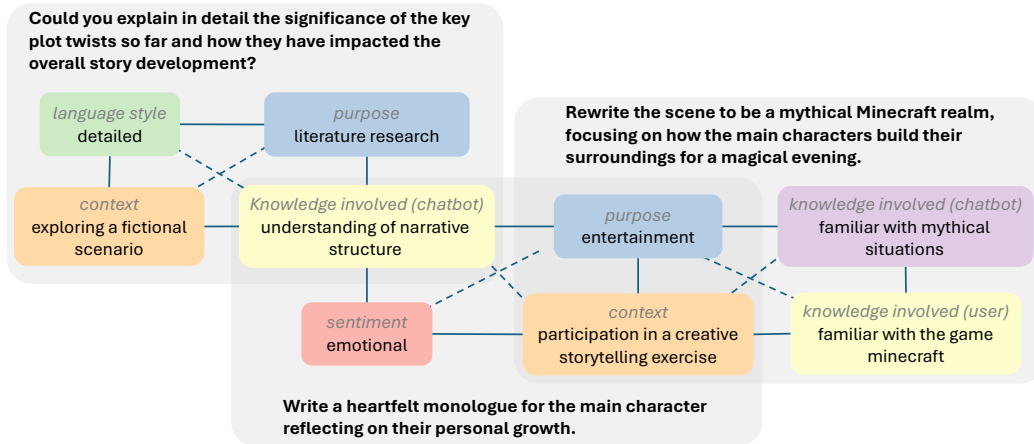 Could you explain in detail the significance of the key
plot twists so far and how they have impacted the
overall story development?
language style
detailed
purpose
literature research
context
exploring a fictional
scenario
Knowledge involved (chatbot)
understanding of narrative
structure
sentiment
emotional
Write a heartfelt monologue for the main character
reflecting on their personal growth.
Rewrite the scene to be a mythical Minecraft realm,
focusing on how the main characters build their
surroundings for a magical evening.
purpose
entertainment
knowledge involved (chatbot)
familiar with mythical
situations
context
participation in a creative
storytelling exercise
knowledge involved (user)
familiar with the game
minecraft